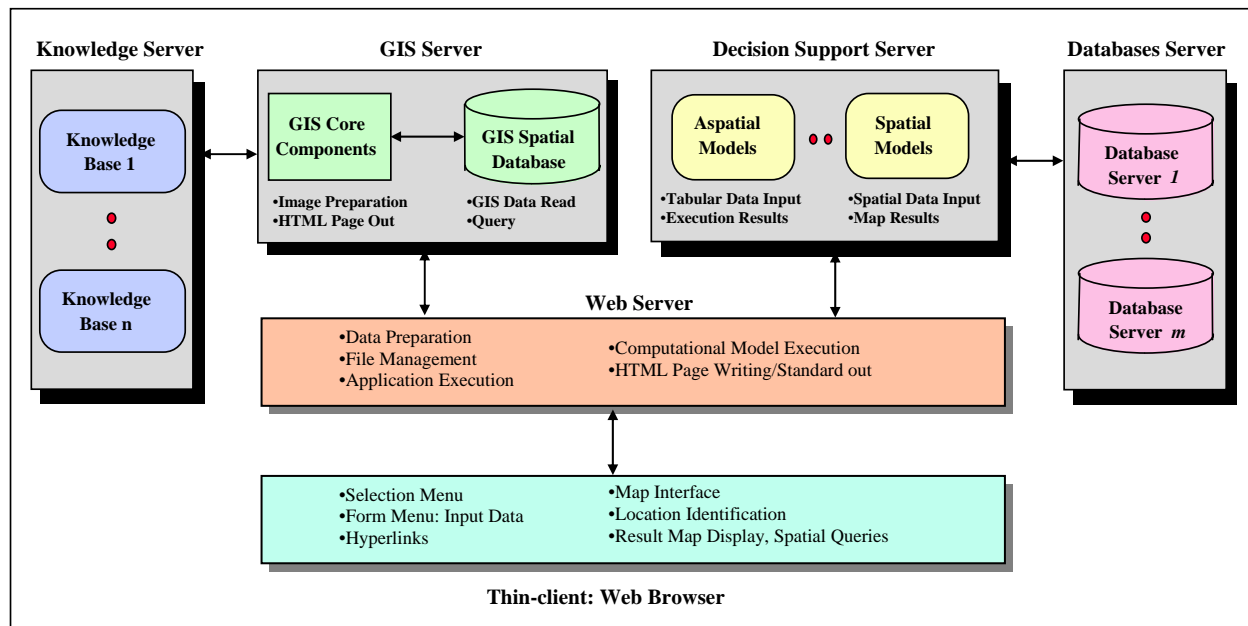 Knowledge Server
GIS Server
Decision Support Server
Databases Server
Knowledge
Base 1
Knowledge
Base n
GIS Core
Components
GIS Spatial
Database
•Image Preparation
•HTML Page Out
•GIS Data Read
•Query
Aspatial
Models
Spatial
Models
•Tabular Data Input
•Execution Results
•Spatial Data Input
•Map Results
Database
Server 1
Database
Server m
Web Server
•Data Preparation
•File Management
•Application Execution
•Computational Model Execution
•HTML Page Writing/Standard out
•Selection Menu
•Form Menu: Input Data
•Hyperlinks
•Map Interface
•Location Identification
•Result Map Display, Spatial Queries
Thin-client: Web Browser